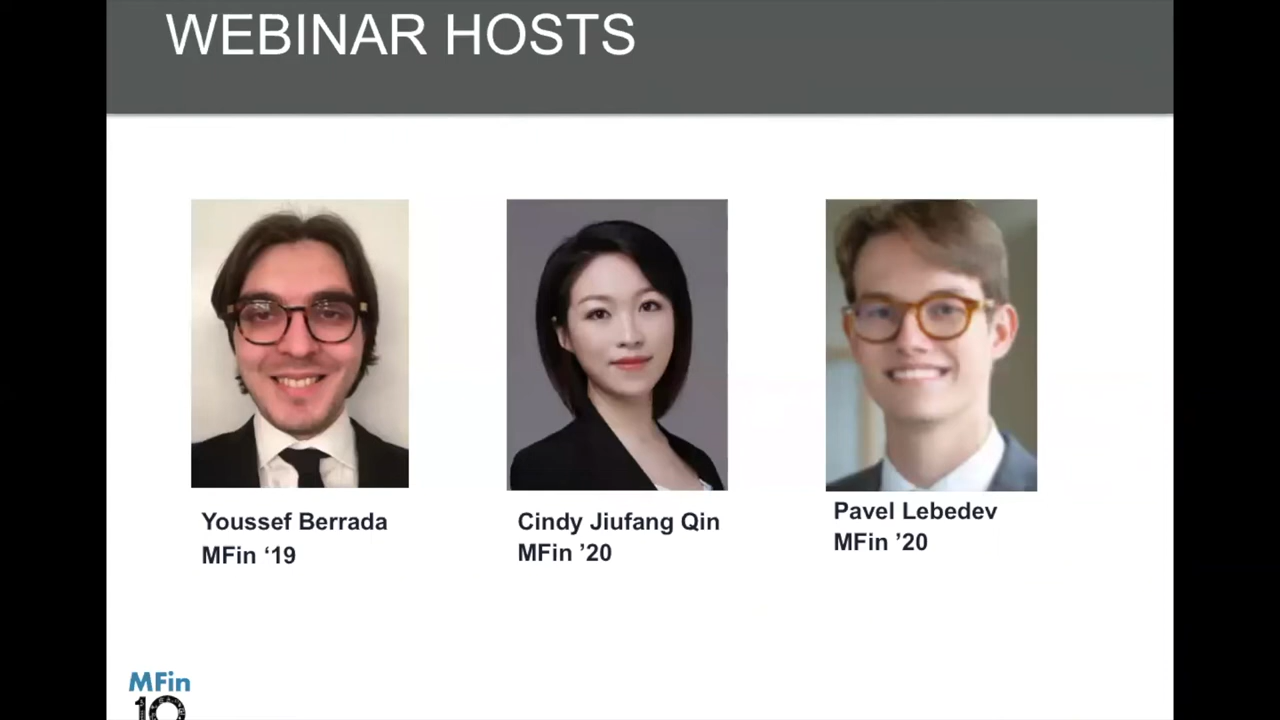 WEBINAR HOSTS
Youssef Berrada
MFin ‘19
Cindy Jiufang Qin
MFin ’20
Pavel Lebedev
MFin ’20
MFin
10